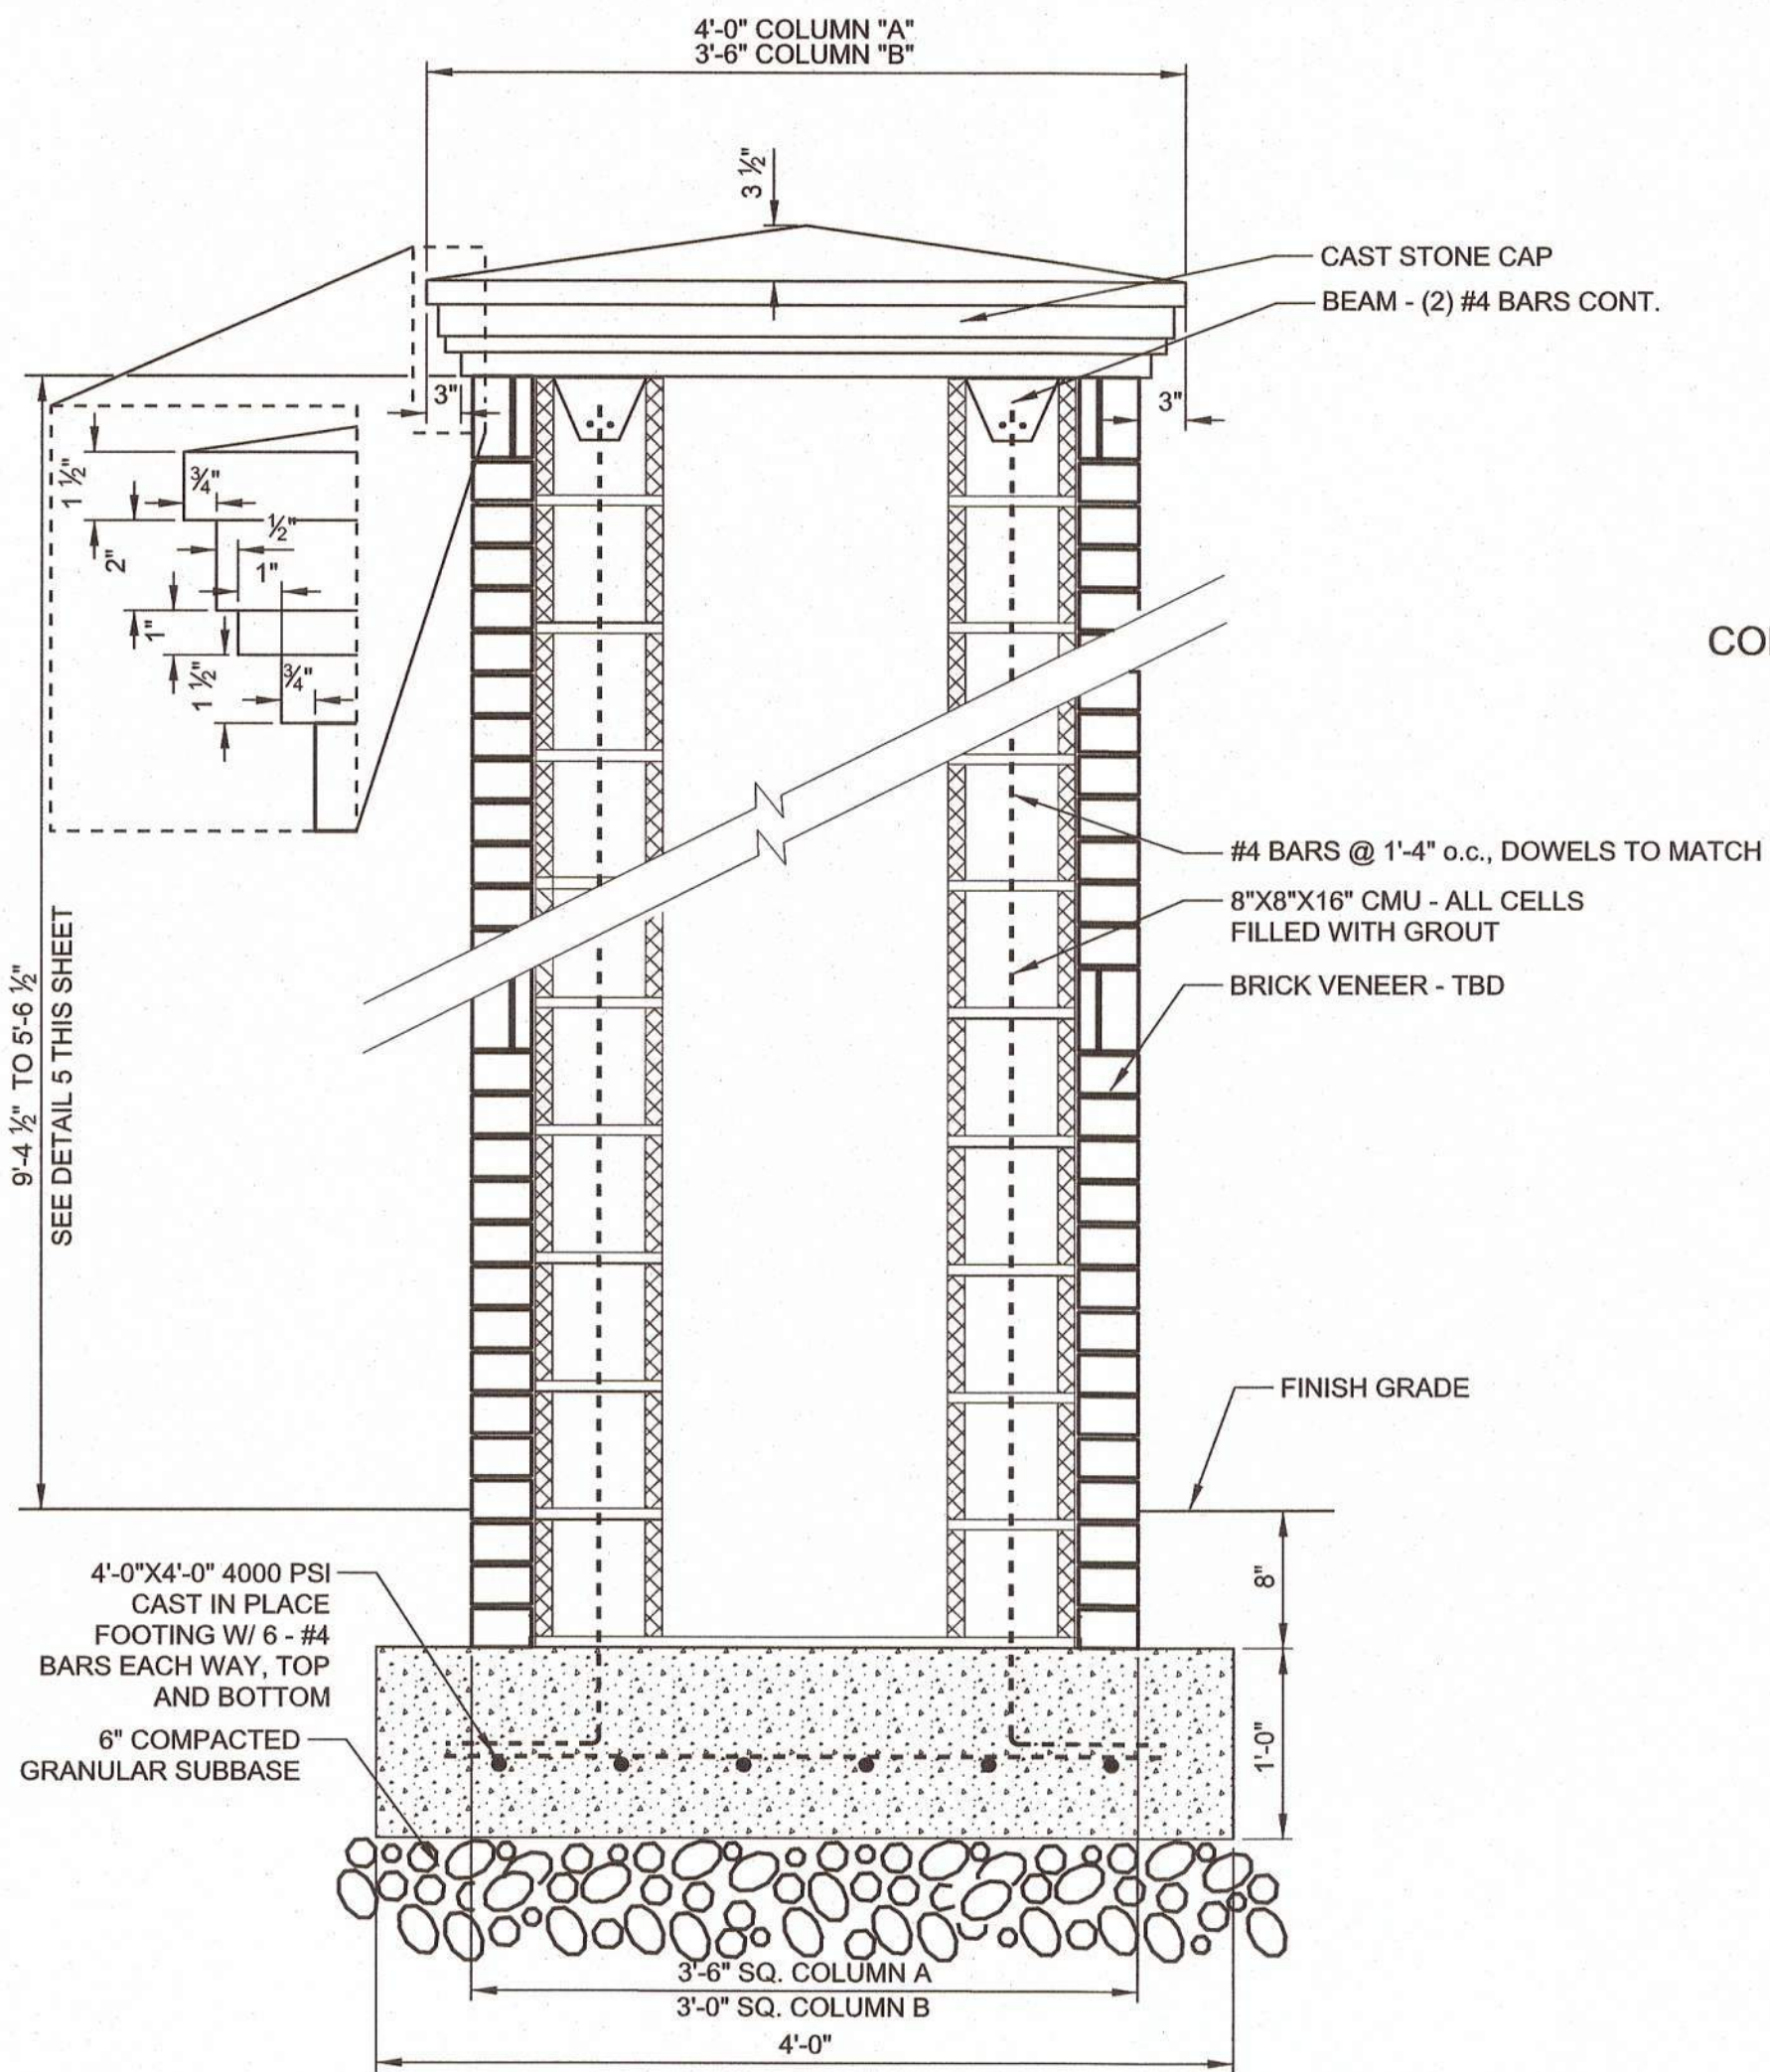 4'-0" COLUMN "A"
3'-6" COLUMN "B"
3 ½"
CAST STONE CAP
BEAM - (2) #4 BARS CONT.
3"
3"
1 ½"
¾"
½"
2"
1"
1"
1 ½"
¾"
#4 BARS @ 1'-4" o.c., DOWELS TO MATCH
8"X8"X16" CMU - ALL CELLS
FILLED WITH GROUT
BRICK VENEER - TBD
9'-4 ½" TO 5'-6 ½"
SEE DETAIL 5 THIS SHEET
FINISH GRADE
4'-0"X4'-0" 4000 PSI
CAST IN PLACE
FOOTING W/ 6 - #4
BARS EACH WAY, TOP
AND BOTTOM
6" COMPACTED
GRANULAR SUBBASE
8"
1'-0"
3'-6" SQ. COLUMN A
3'-0" SQ. COLUMN B
4'-0"